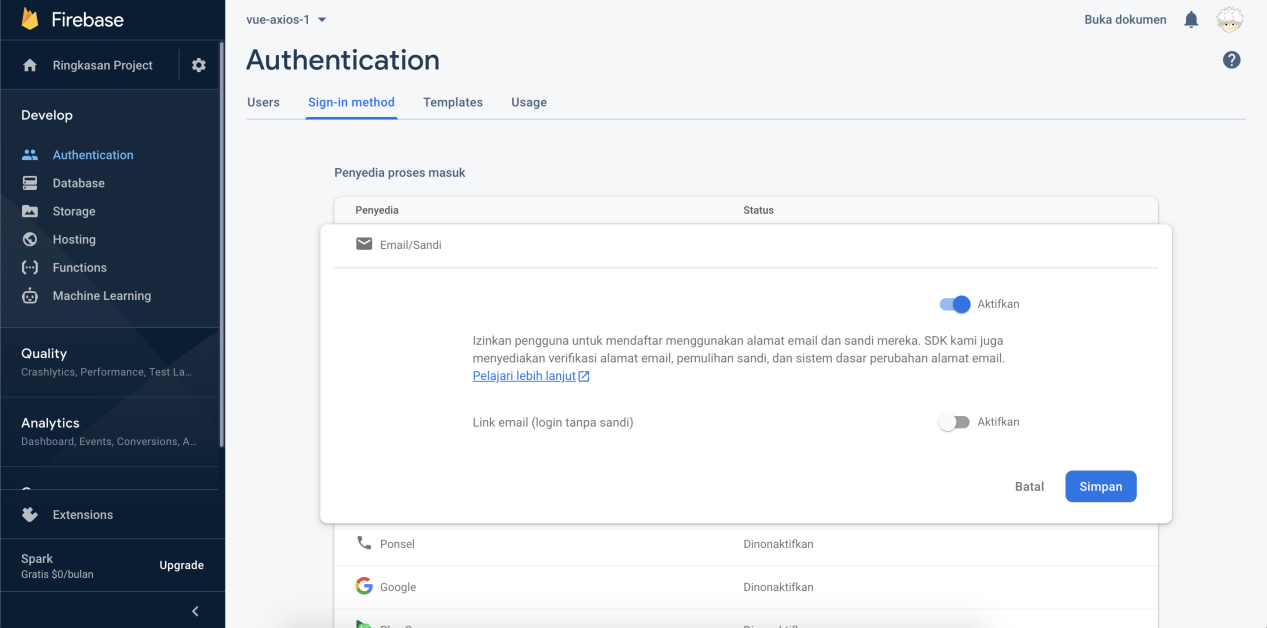 Firebase
Ringkasan Project
Develop
Authentication
Database
Storage
Hosting
Functions
Machine Learning
Quality
Crashlytics, Performance, Test La...
Analytics
Dashboard, Events, Conversions, A...
Extensions
Spark
Gratis $0/bulan
Upgrade
vue-axios-1
Buka dokumen
Authentication
Users Sign-in method Templates Usage
Penyedia proses masuk
Penyedia Status
Email/Sandi
Aktifkan
Izinkan pengguna untuk mendaftar menggunakan alamat email dan sandi mereka. SDK kami juga
menyediakan verifikasi alamat email, pemulihan sandi, dan sistem dasar perubahan alamat email.
Pelajari lebih lanjut
Link email (login tanpa sandi) Aktifkan
Batal Simpan
Ponsel Dinonaktifkan
Google Dinonaktifkan